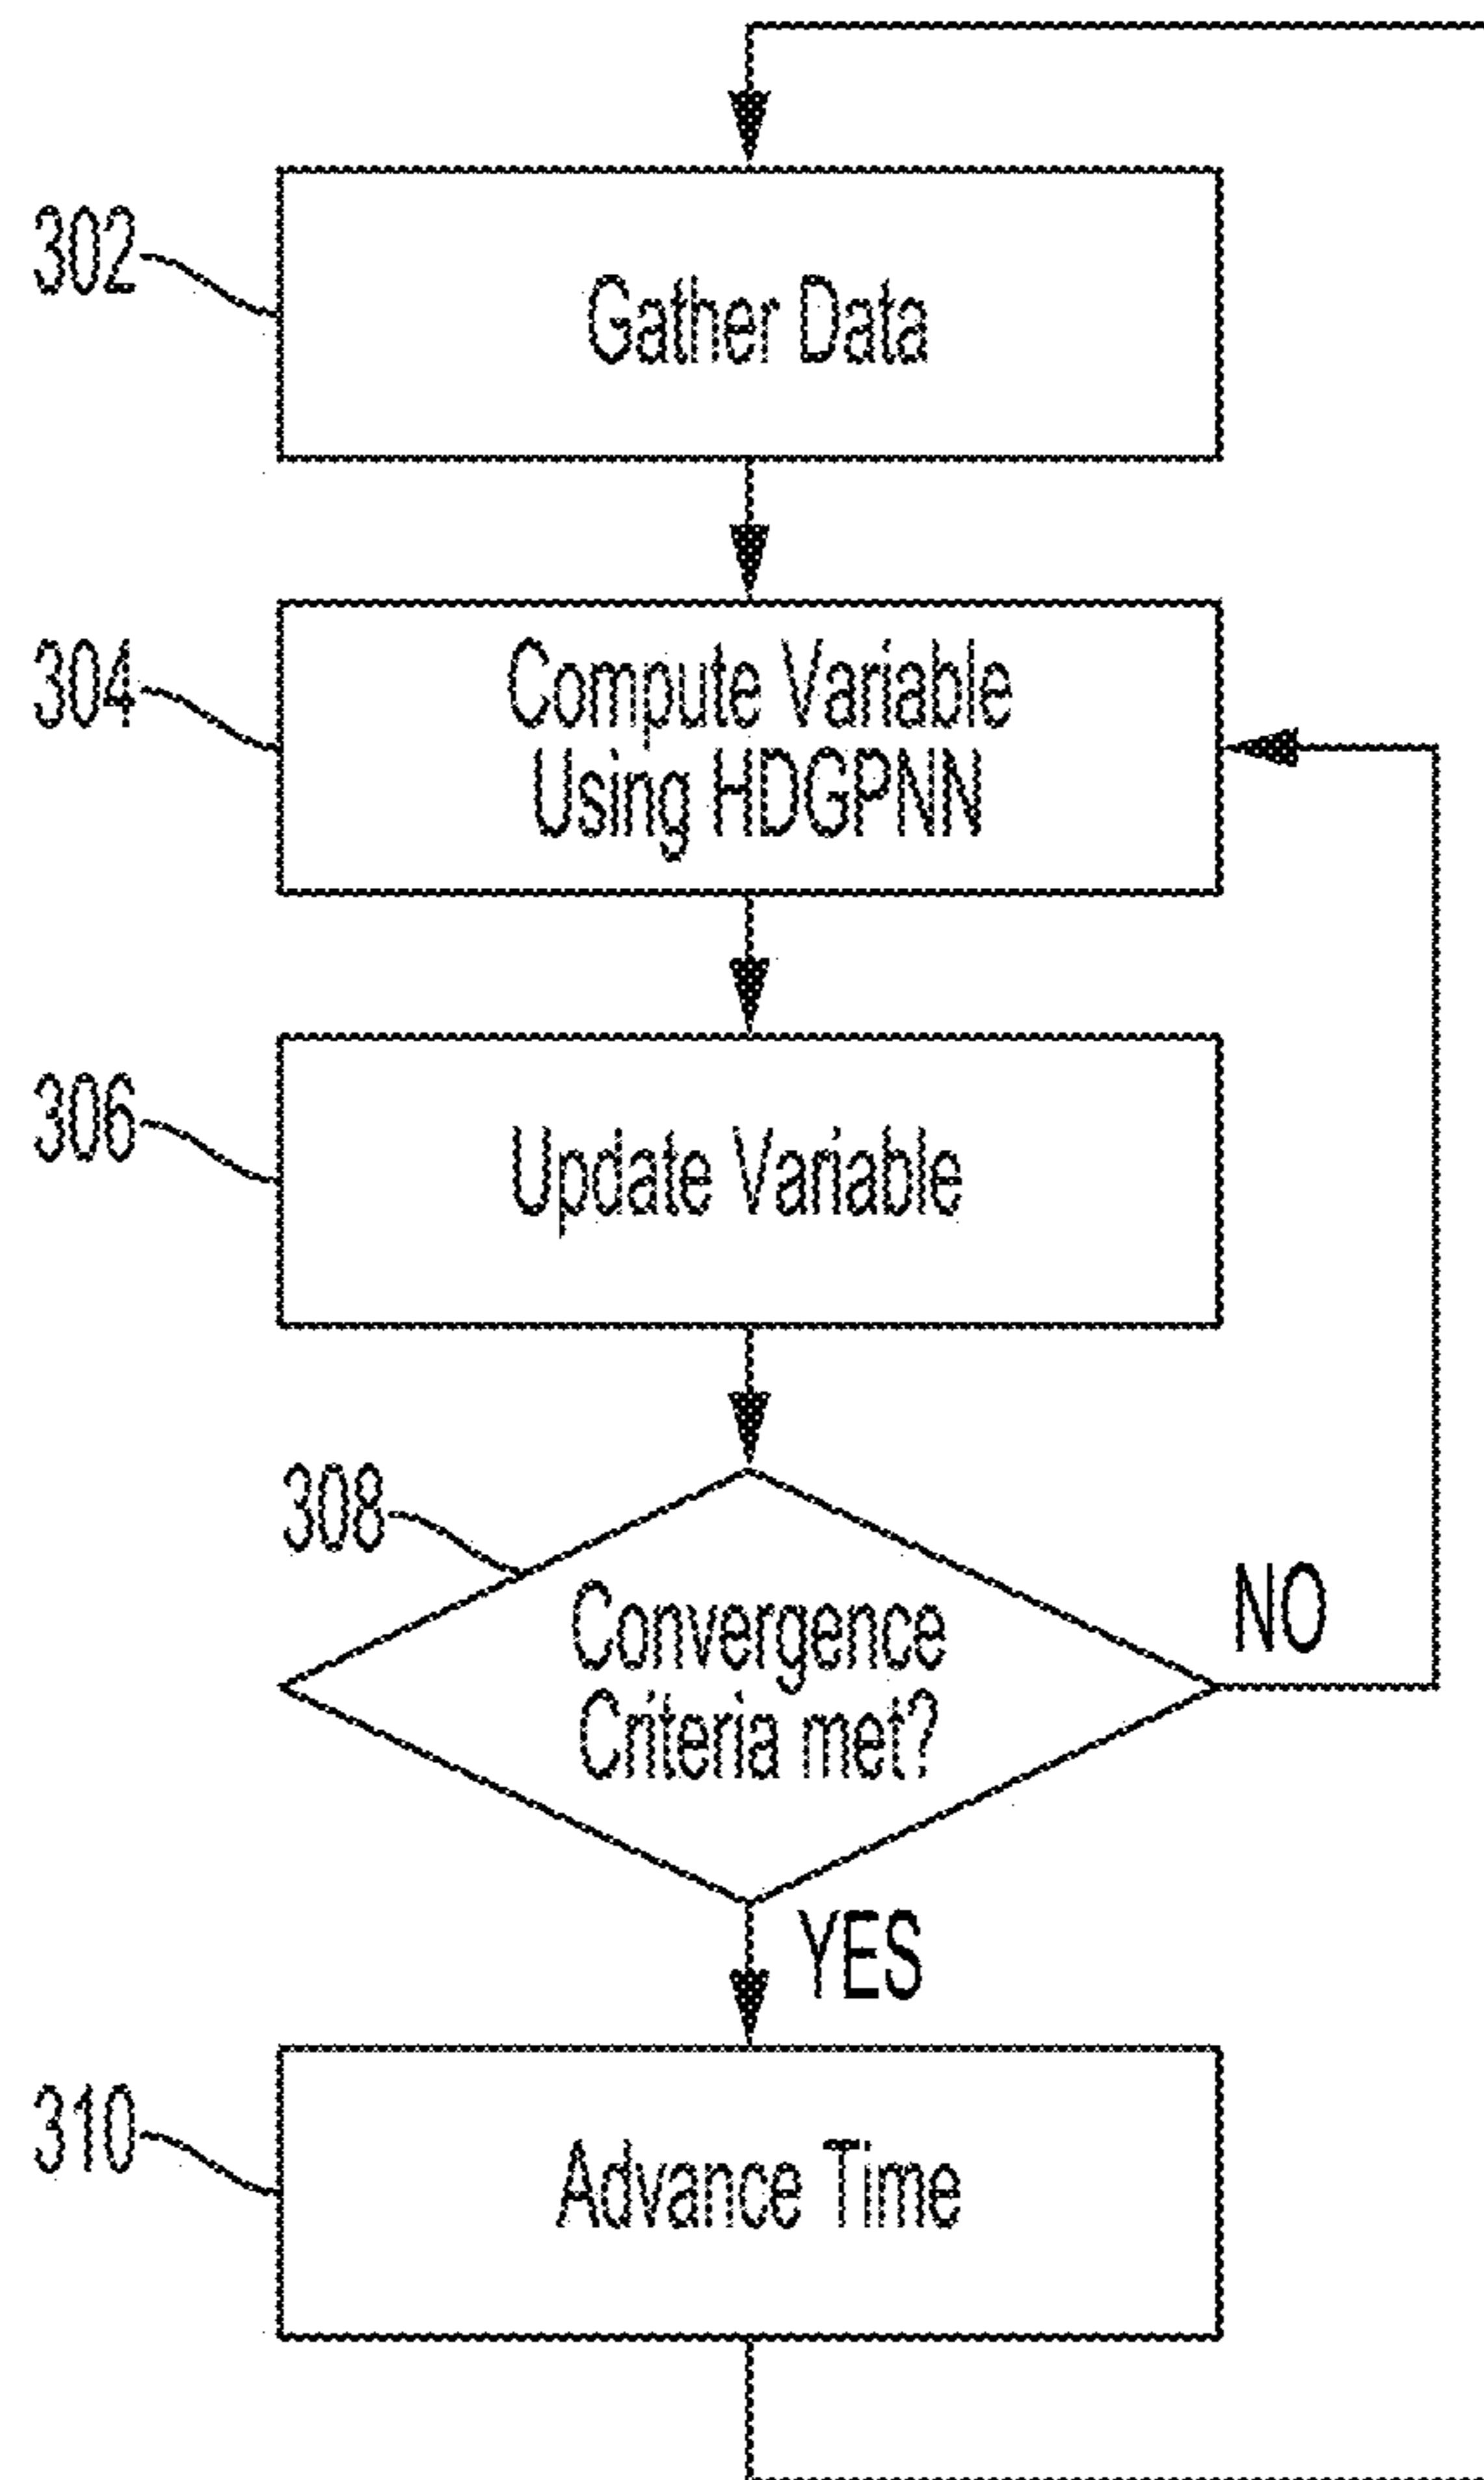 302
Gather Data
304
Compute Variable
Using HDGPNN
306
Update Variable
308
Convergence
Criteria met?
NO
YES
310
Advance Time